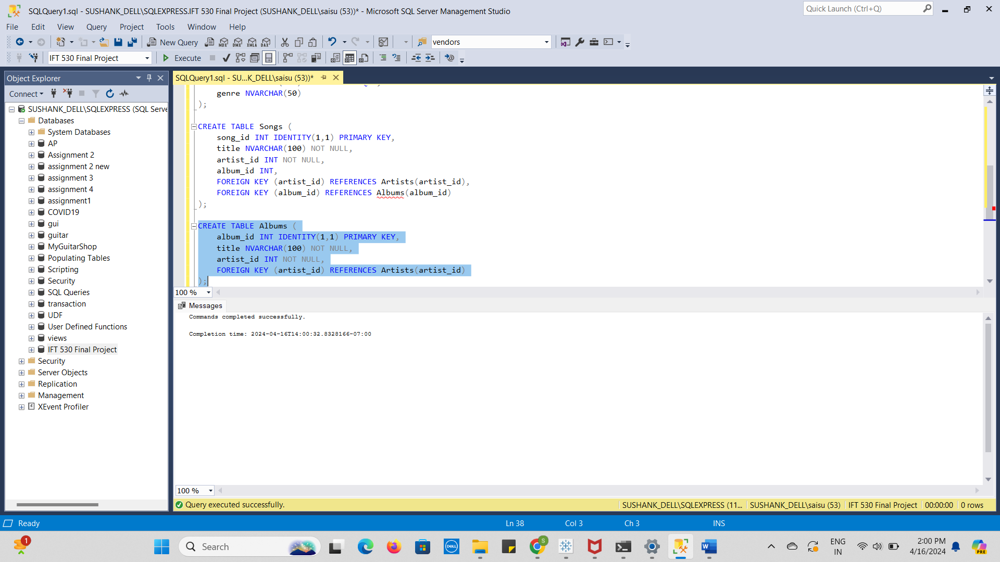 SQLQuery1.sql - SUSHANK_DELL\SQLEXPRESS.IFT 530 Final Project (SUSHANK_DELL\saisu (53))* - Microsoft SQL Server Management Studio
Quick Launch (Ctrl+Q)
File Edit View Query Project Tools Window Help
New Query MDX DMX XMLA DAX vendors
IFT 530 Final Project Execute
Object Explorer
SQLQuery1.sql - SU...K_DELL\saisu (53))*
Connect
SUSHANK_DELL\SQLEXPRESS (SQL Serve
Databases
System Databases
AP
Assignment 2
assignment 2 new
assignment 3
assignment 4
assignment1
COVID19
gui
guitar
MyGuitarShop
Populating Tables
Scripting
Security
SQL Queries
transaction
UDF
User Defined Functions
views
IFT 530 Final Project
Security
Server Objects
Replication
Management
XEvent Profiler
genre NVARCHAR(50)
);
CREATE TABLE Songs (
song_id INT IDENTITY(1,1) PRIMARY KEY,
title NVARCHAR(100) NOT NULL,
artist_id INT NOT NULL,
album_id INT,
FOREIGN KEY (artist_id) REFERENCES Artists(artist_id),
FOREIGN KEY (album_id) REFERENCES Albums(album_id)
);
CREATE TABLE Albums (
album_id INT IDENTITY(1,1) PRIMARY KEY,
title NVARCHAR(100) NOT NULL,
artist_id INT NOT NULL,
FOREIGN KEY (artist_id) REFERENCES Artists(artist_id)
);
100 %
Messages
Commands completed successfully.
Completion time: 2024-04-16T14:00:32.8328166-07:00
100 %
Query executed successfully. SUSHANK_DELL\SQLEXPRESS (11... SUSHANK_DELL\saisu (53) IFT 530 Final Project 00:00:00 0 rows
Ready Ln 38 Col 3 Ch 3 INS
1
Search
DELL
S
ENG
IN
2:00 PM
4/16/2024
PRE